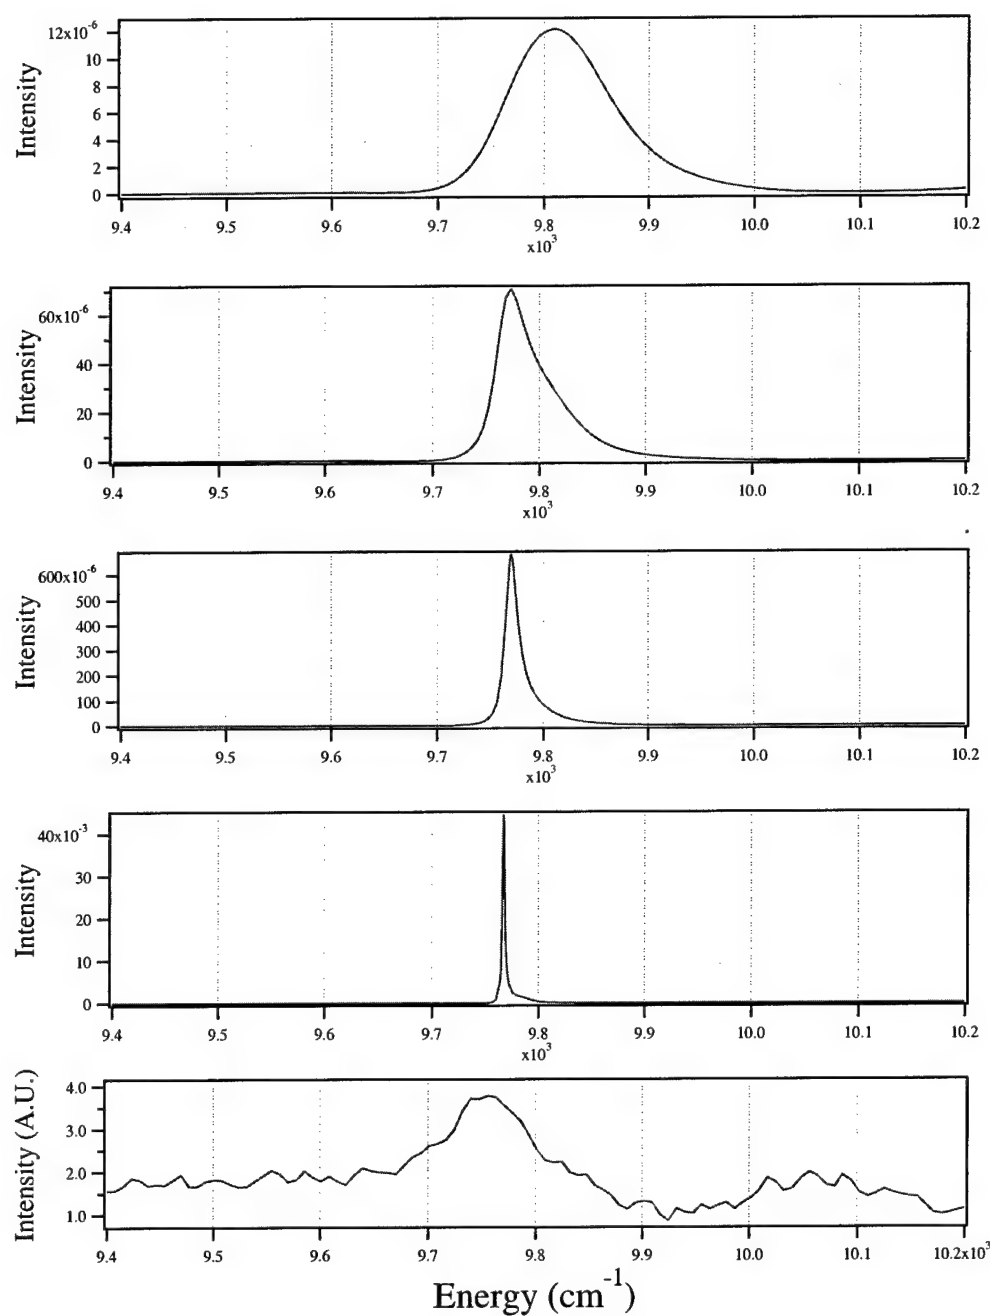 12x10-6
10
8
6
4
2
0
Intensity
9.4 9.5 9.6 9.7 9.8 9.9 10.0 10.1 10.2
x10³
60x10-6
40
20
0
Intensity
9.4 9.5 9.6 9.7 9.8 9.9 10.0 10.1 10.2
x10³
600x10-6
500
400
300
200
100
0
Intensity
9.4 9.5 9.6 9.7 9.8 9.9 10.0 10.1 10.2
x10³
40x10-3
30
20
10
0
Intensity
9.4 9.5 9.6 9.7 9.8 9.9 10.0 10.1 10.2
x10³
4.0
3.0
2.0
1.0
Intensity (A.U.)
9.4 9.5 9.6 9.7 9.8 9.9 10.0 10.1 10.2x10³
Energy (cm-1)